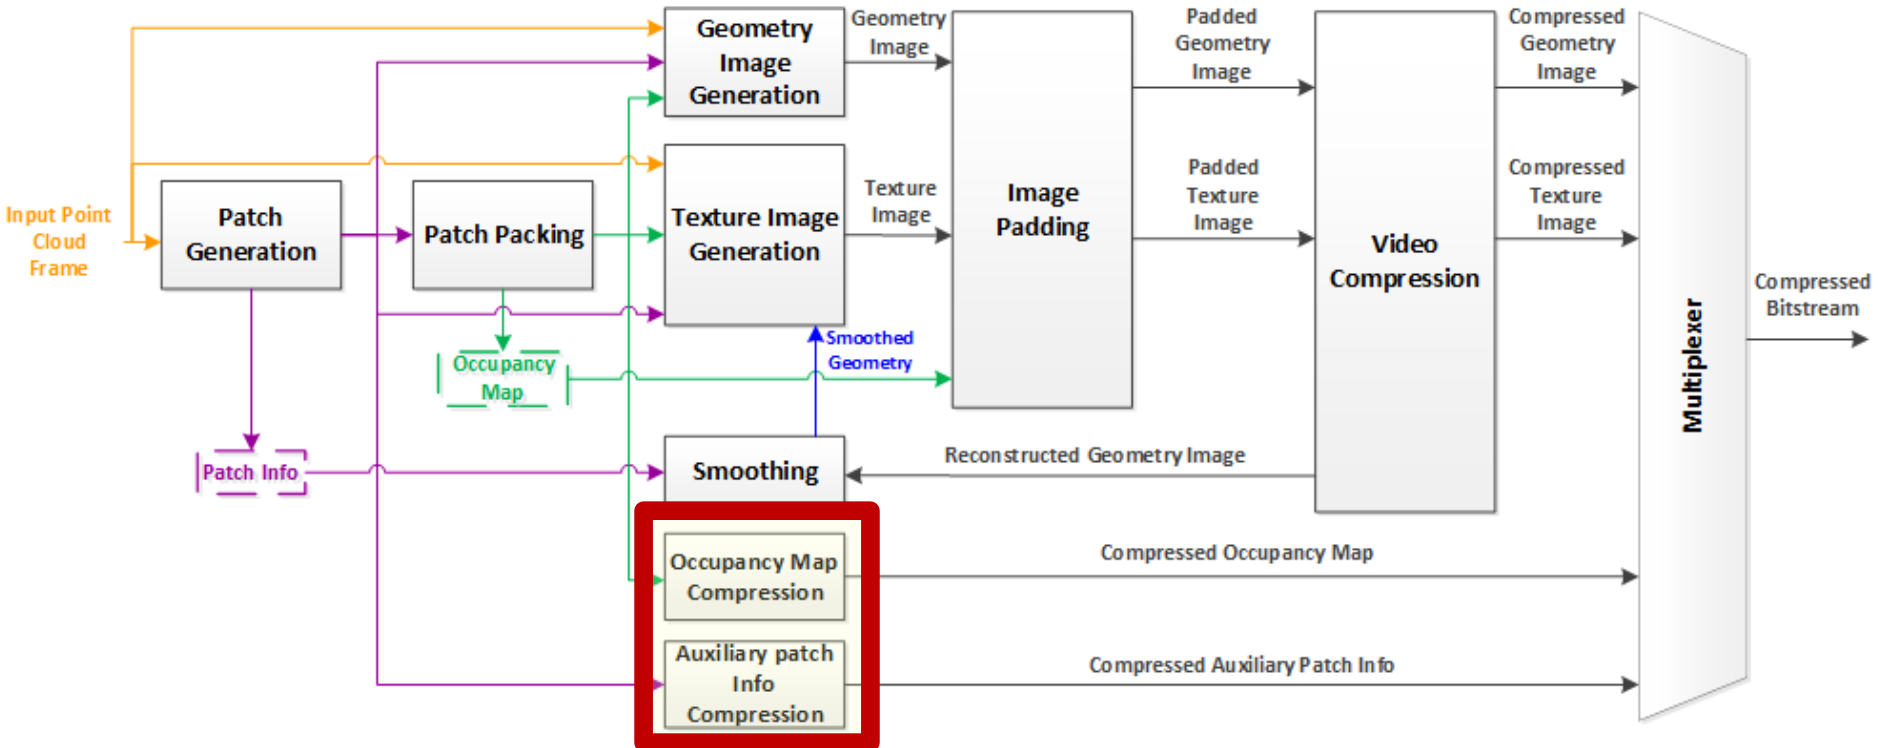 Geometry
Image
Generation
Geometry
Image
Padded
Geometry
Image
Compressed
Geometry
Image
Input Point
Cloud
Frame
Patch
Generation
Patch Packing
Texture Image
Generation
Texture
Image
Image
Padding
Padded
Texture
Image
Video
Compression
Compressed
Texture
Image
Multiplexer
Compressed
Bitstream
Occupancy
Map
Smoothed
Geometry
Patch Info
Smoothing
Reconstructed Geometry Image
Occupancy Map
Compression
Compressed Occupancy Map
Auxiliary patch
Info
Compression
Compressed Auxiliary Patch Info